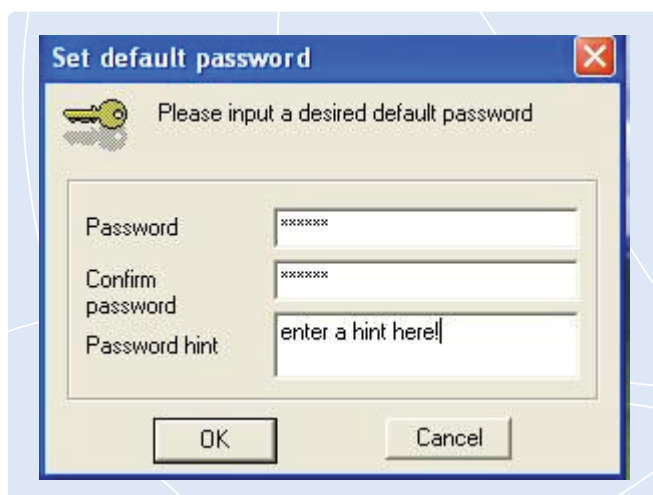 Set default password
Please input a desired default password
Password
******
Confirm
password
******
Password hint
enter a hint here!
OK
Cancel